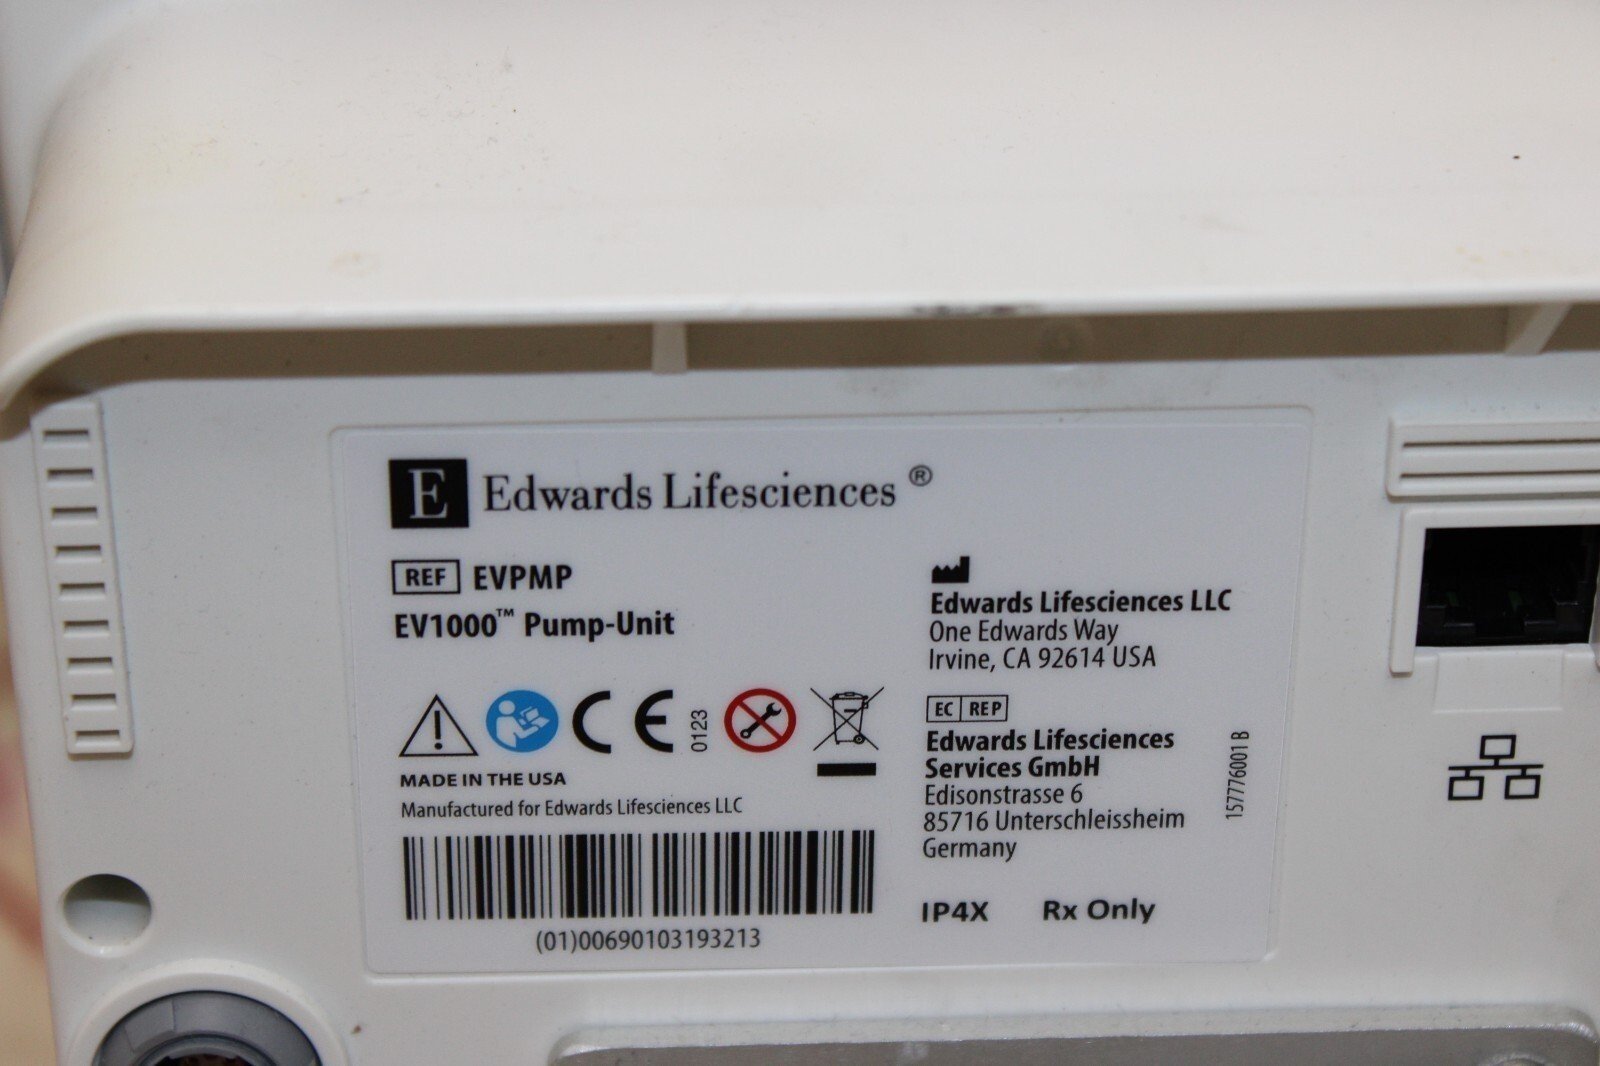 E Edwards Lifesciences®
REF EVPMP
EV1000™ Pump-Unit
CE 0123
MADE IN THE USA
Manufactured for Edwards Lifesciences LLC
(01)00690103193213
Edwards Lifesciences LLC
One Edwards Way
Irvine, CA 92614 USA
EC REP
Edwards Lifesciences
Services GmbH
Edisonstrasse 6
85716 Unterschleissheim
Germany
IP4X Rx Only
157776001 B